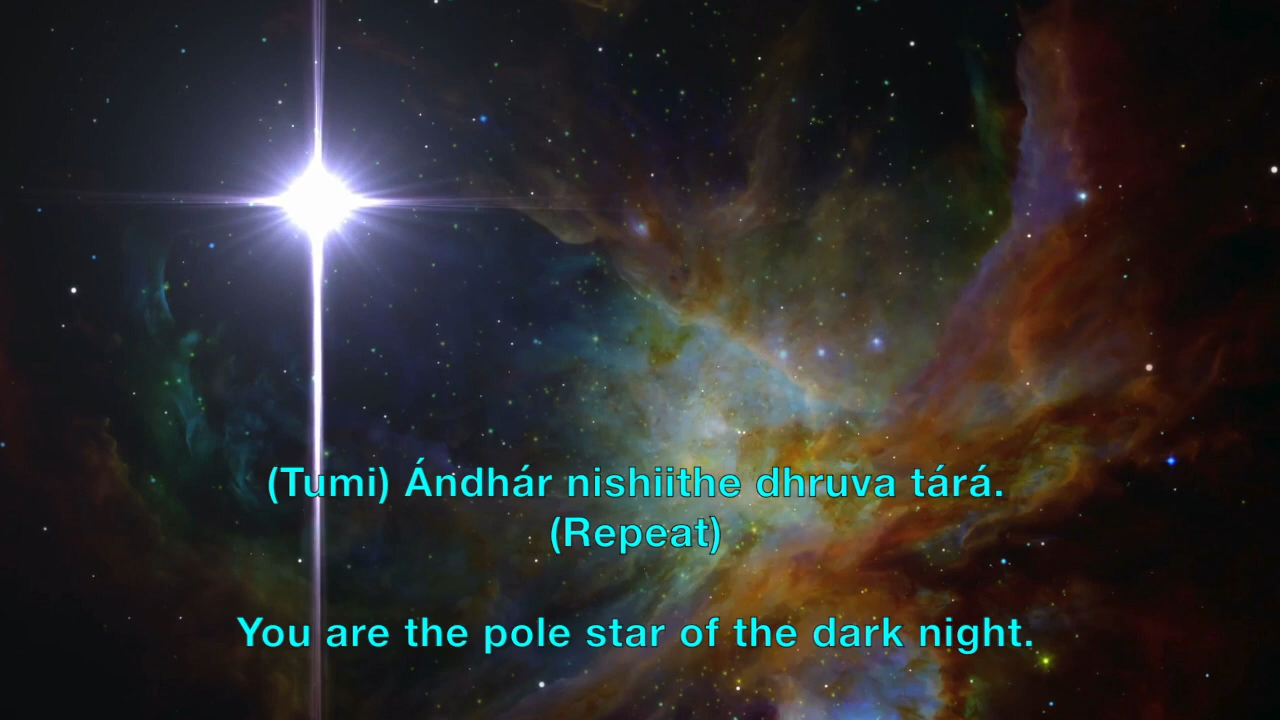 (Tumi) Ándhár nishiithe dhruva tárá.
(Repeat)
You are the pole star of the dark night.